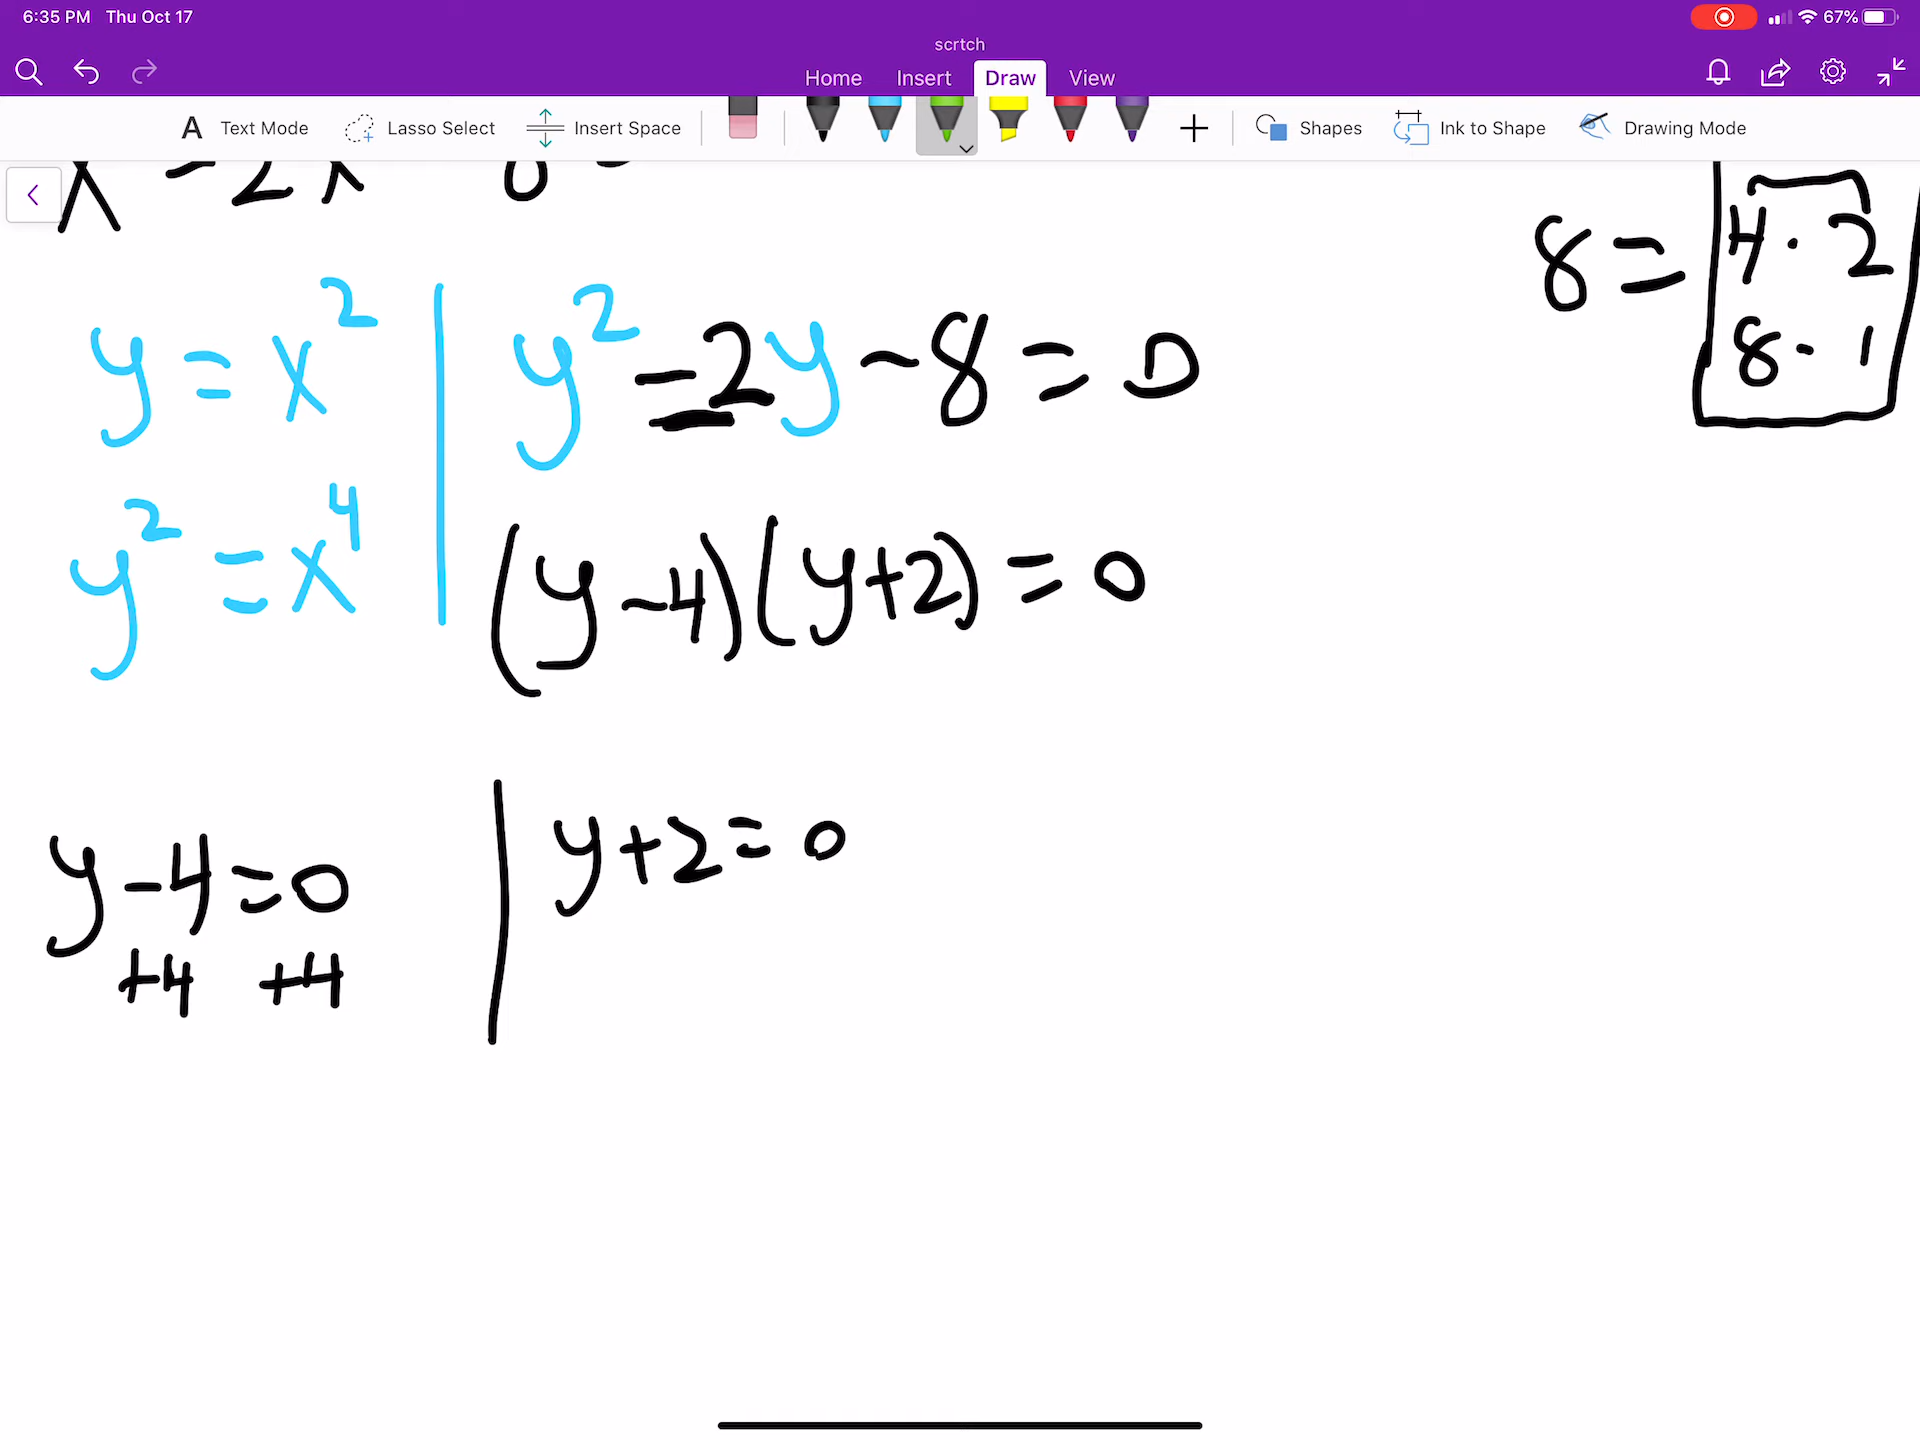 6:35 PM Thu Oct 17
67%
scrtch
Home Insert Draw View
A Text Mode Lasso Select Insert Space Shapes Ink to Shape Drawing Mode
8 = 4 · 2
8 - 1
y = x²
y² - 2y - 8 = 0
y² = x⁴
(y - 4)(y + 2) = 0
y - 4 = 0
+4 +4
y + 2 = 0